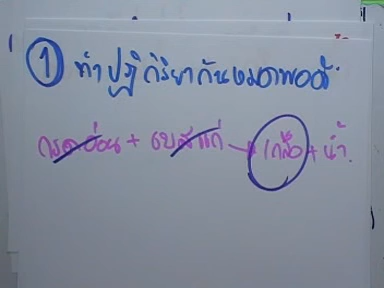 ① ทำปฏิกิริยากันหมดพอดี
กรดอ่อน + เบสแก่ → เกลือ + น้ำ